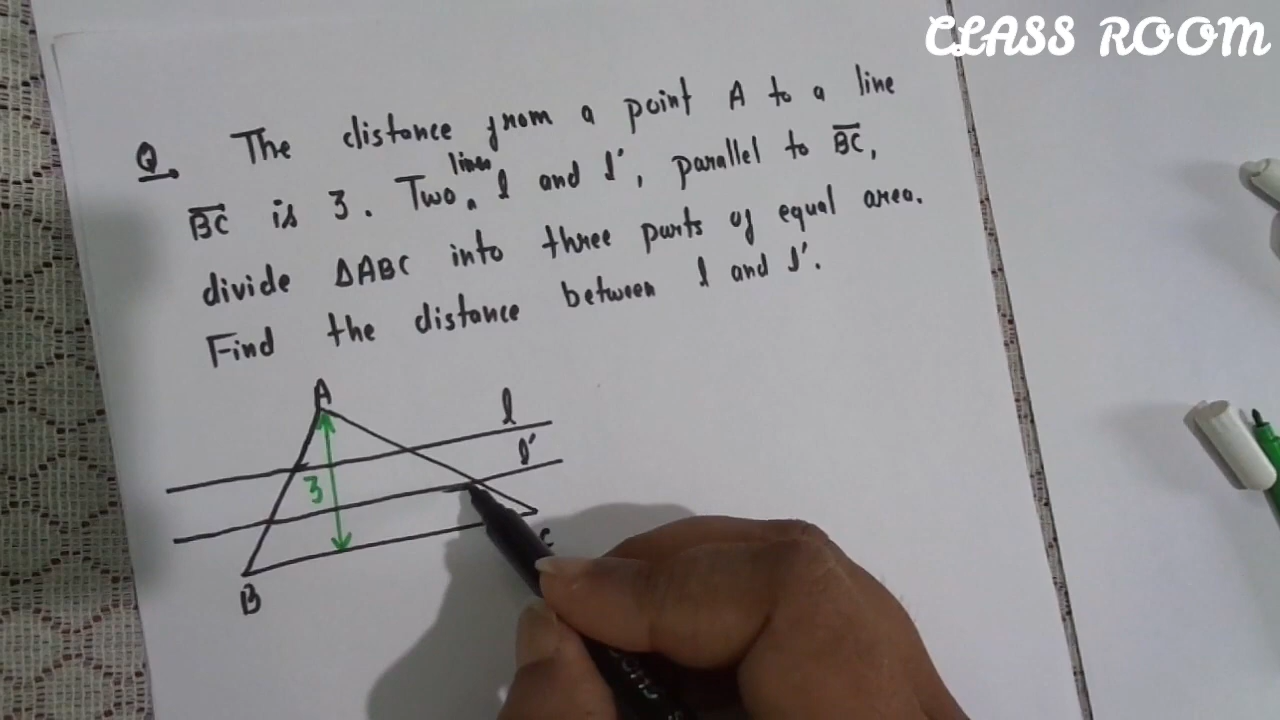 CLASS ROOM
Q. The distance from a point A to a line
BC is 3. Two lines l and l', parallel to BC,
divide ΔABC into three parts of equal area.
Find the distance between l and l'.
A
l
l'
3
C
B